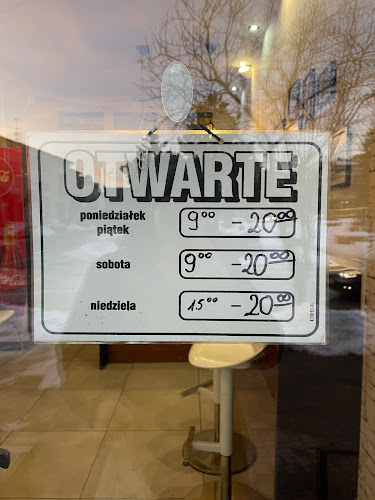 OTWARTE
poniedziałek
piątek
9⁰⁰ - 20⁰⁰
sobota
9⁰⁰ - 20⁰⁰
niedziela
15⁰⁰ - 20⁰⁰